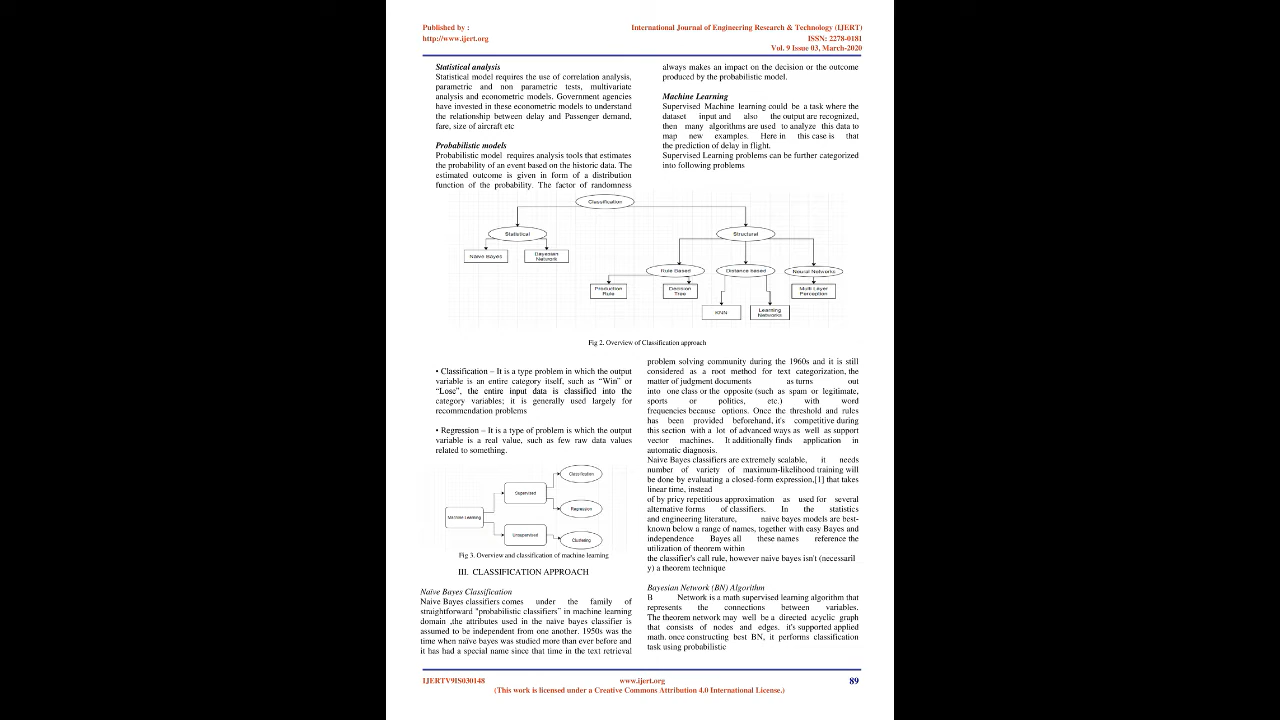 Published by :
http://www.ijert.org
International Journal of Engineering Research & Technology (IJERT)
ISSN: 2278-0181
Vol. 9 Issue 03, March-2020
Statistical analysis
Statistical model requires the use of correlation analysis,
parametric and non parametric tests, multivariate
analysis and econometric models. Government agencies
have invested in these econometric models to understand
the relationship between delay and Passenger demand,
fare, size of aircraft etc
Probabilistic models
Probabilistic model requires analysis tools that estimates
the probability of an event based on the historic data. The
estimated outcome is given in form of a distribution
function of the probability. The factor of randomness
always makes an impact on the decision or the outcome
produced by the probabilistic model.
Machine Learning
Supervised Machine learning could be a task where the
dataset input and also the output are recognized,
then many algorithms are used to analyze this data to
map new examples. Here in this case is that
the prediction of delay in flight.
Supervised Learning problems can be further categorized
into following problems
Classification
Statistical
Structural
Naive Bayed
Bayesian
Network
Rule Based
Distance based
Neural Networks
Production
Rule
Decision
Tree
Multi Layer
Perception
KNN
Learning
Networks
Fig 2. Overview of Classification approach
• Classification – It is a type problem in which the output
variable is an entire category itself, such as “Win” or
“Lose”, the entire input data is classified into the
category variables; it is generally used largely for
recommendation problems
• Regression – It is a type of problem is which the output
variable is a real value, such as few raw data values
related to something.
Classification
Supervised
Regression
Machine Learning
Unsupervised
Clustering
Fig 3. Overview and classification of machine learning
III. CLASSIFICATION APPROACH
Naive Bayes Classification
Naive Bayes classifiers comes under the family of
straightforward "probabilistic classifiers" in machine learning
domain ,the attributes used in the naïve bayes classifier is
assumed to be independent from one another. 1950s was the
time when naïve bayes was studied more than ever before and
it has had a special name since that time in the text retrieval
problem solving community during the 1960s and it is still
considered as a root method for text categorization, the
matter of judgment documents as turns out
into one class or the opposite (such as spam or legitimate,
sports or politics, etc.) with word
frequencies because options. Once the threshold and rules
has been provided beforehand, it's competitive during
this section with a lot of advanced ways as well as support
vector machines. It additionally finds application in
automatic diagnosis.
Naive Bayes classifiers are extremely scalable, it needs
number of variety of maximum-likelihood training will
be done by evaluating a closed-form expression,[1] that takes
linear time, instead
of by pricy repetitious approximation as used for several
alternative forms of classifiers. In the statistics
and engineering literature, naive bayes models are best-
known below a range of names, together with easy Bayes and
independence Bayes all these names reference the
utilization of theorem within
the classifier's call rule, however naive bayes isn't (necessaril
y) a theorem technique
Bayesian Network (BN) Algorithm
B Network is a math supervised learning algorithm that
represents the connections between variables.
The theorem network may well be a directed acyclic graph
that consists of nodes and edges. it's supported applied
math. once constructing best BN, it performs classification
task using probabilistic
IJERTV9IS030148
www.ijert.org
89
(This work is licensed under a Creative Commons Attribution 4.0 International License.)